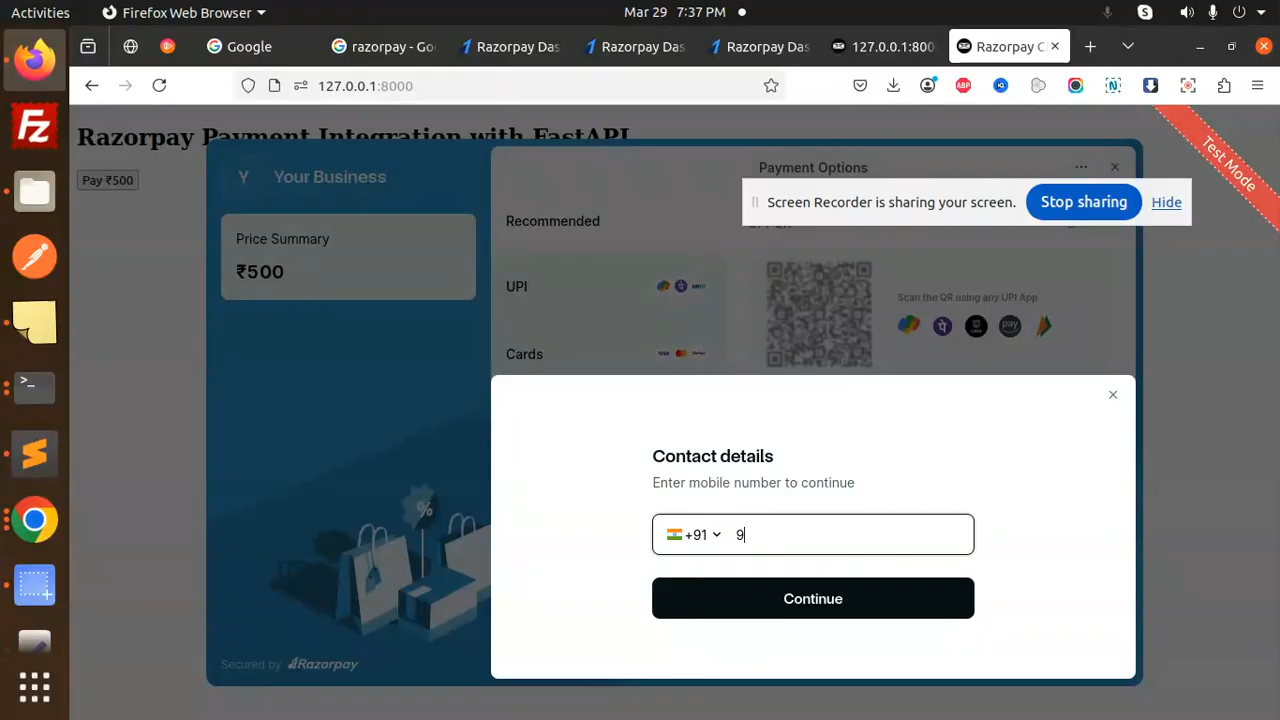 Activities
Firefox Web Browser
Mar 29 7:37 PM
Google
razorpay - Goo
Razorpay Das
Razorpay Das
Razorpay Das
127.0.0.1:800
Razorpay C
127.0.0.1:8000
ABP
Razorpay Payment Integration with FastAPI
Pay ₹500
Test Mode
Y Your Business
Payment Options
Screen Recorder is sharing your screen.
Stop sharing
Hide
Price Summary
₹500
Recommended
UPI
Cards
Scan the QR using any UPI App
Contact details
Enter mobile number to continue
+91 9
Continue
Secured by Razorpay